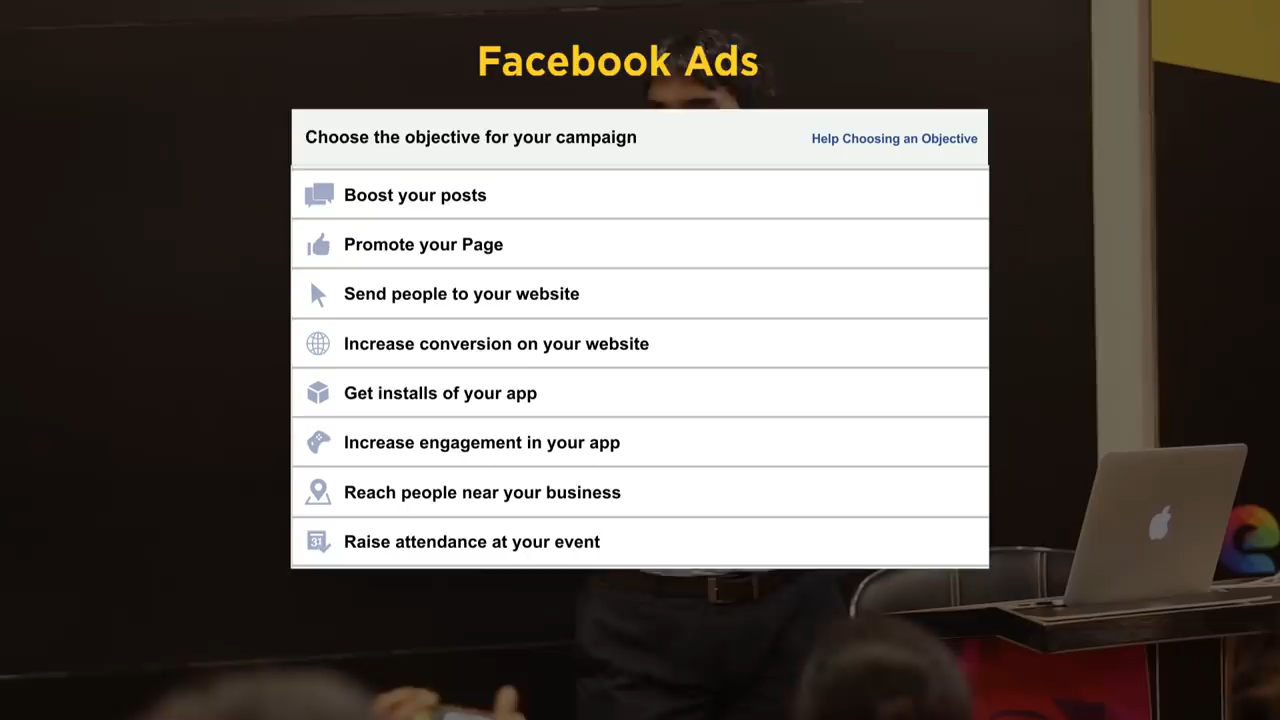 Facebook Ads
Choose the objective for your campaign
Help Choosing an Objective
Boost your posts
Promote your Page
Send people to your website
Increase conversion on your website
Get installs of your app
Increase engagement in your app
Reach people near your business
31
Raise attendance at your event